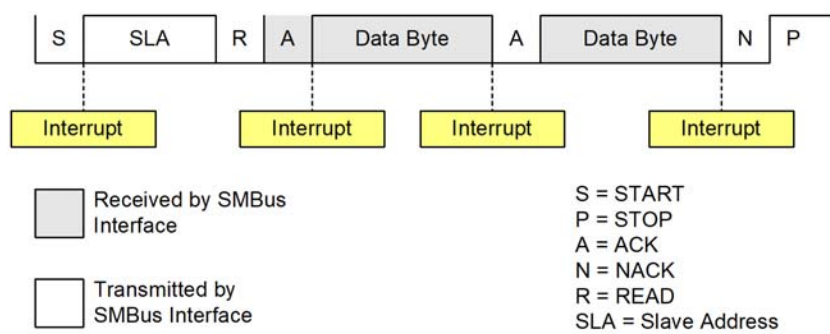 S SLA R A Data Byte A Data Byte N P
Interrupt Interrupt Interrupt Interrupt
Received by SMBus
Interface
Transmitted by
SMBus Interface
S = START
P = STOP
A = ACK
N = NACK
R = READ
SLA = Slave Address